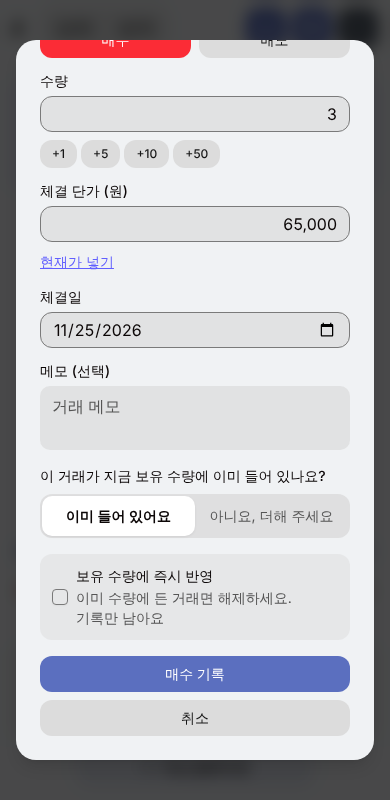 매수
매도
수량
3
+1
+5
+10
+50
체결 단가 (원)
65,000
현재가 넣기
체결일
11/25/2026
메모 (선택)
거래 메모
이 거래가 지금 보유 수량에 이미 들어 있나요?
이미 들어 있어요
아니요, 더해 주세요
보유 수량에 즉시 반영
이미 수량에 든 거래면 해제하세요.
기록만 남아요
매수 기록
취소